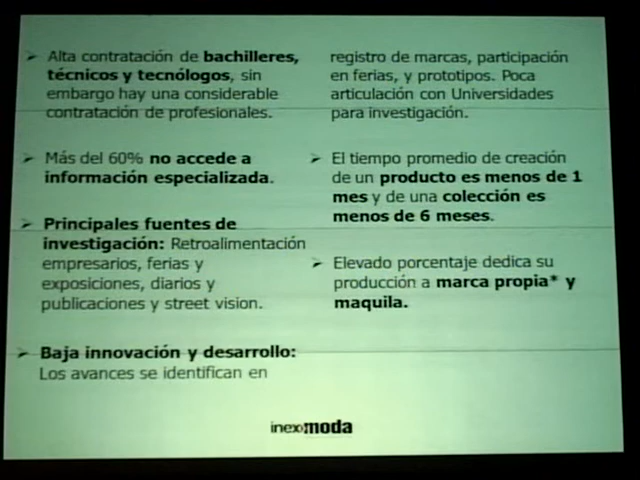 ➢ Alta contratación de bachilleres,
técnicos y tecnólogos, sin
embargo hay una considerable
contratación de profesionales.
➢ Más del 60% no accede a
información especializada.
➢ Principales fuentes de
investigación: Retroalimentación
empresarios, ferias y
exposiciones, diarios y
publicaciones y street vision.
➢ Baja innovación y desarrollo:
Los avances se identifican en
registro de marcas, participación
en ferias, y prototipos. Poca
articulación con Universidades
para investigación.
➢ El tiempo promedio de creación
de un producto es menos de 1
mes y de una colección es
menos de 6 meses.
➢ Elevado porcentaje dedica su
producción a marca propia* y
maquila.
inexmoda